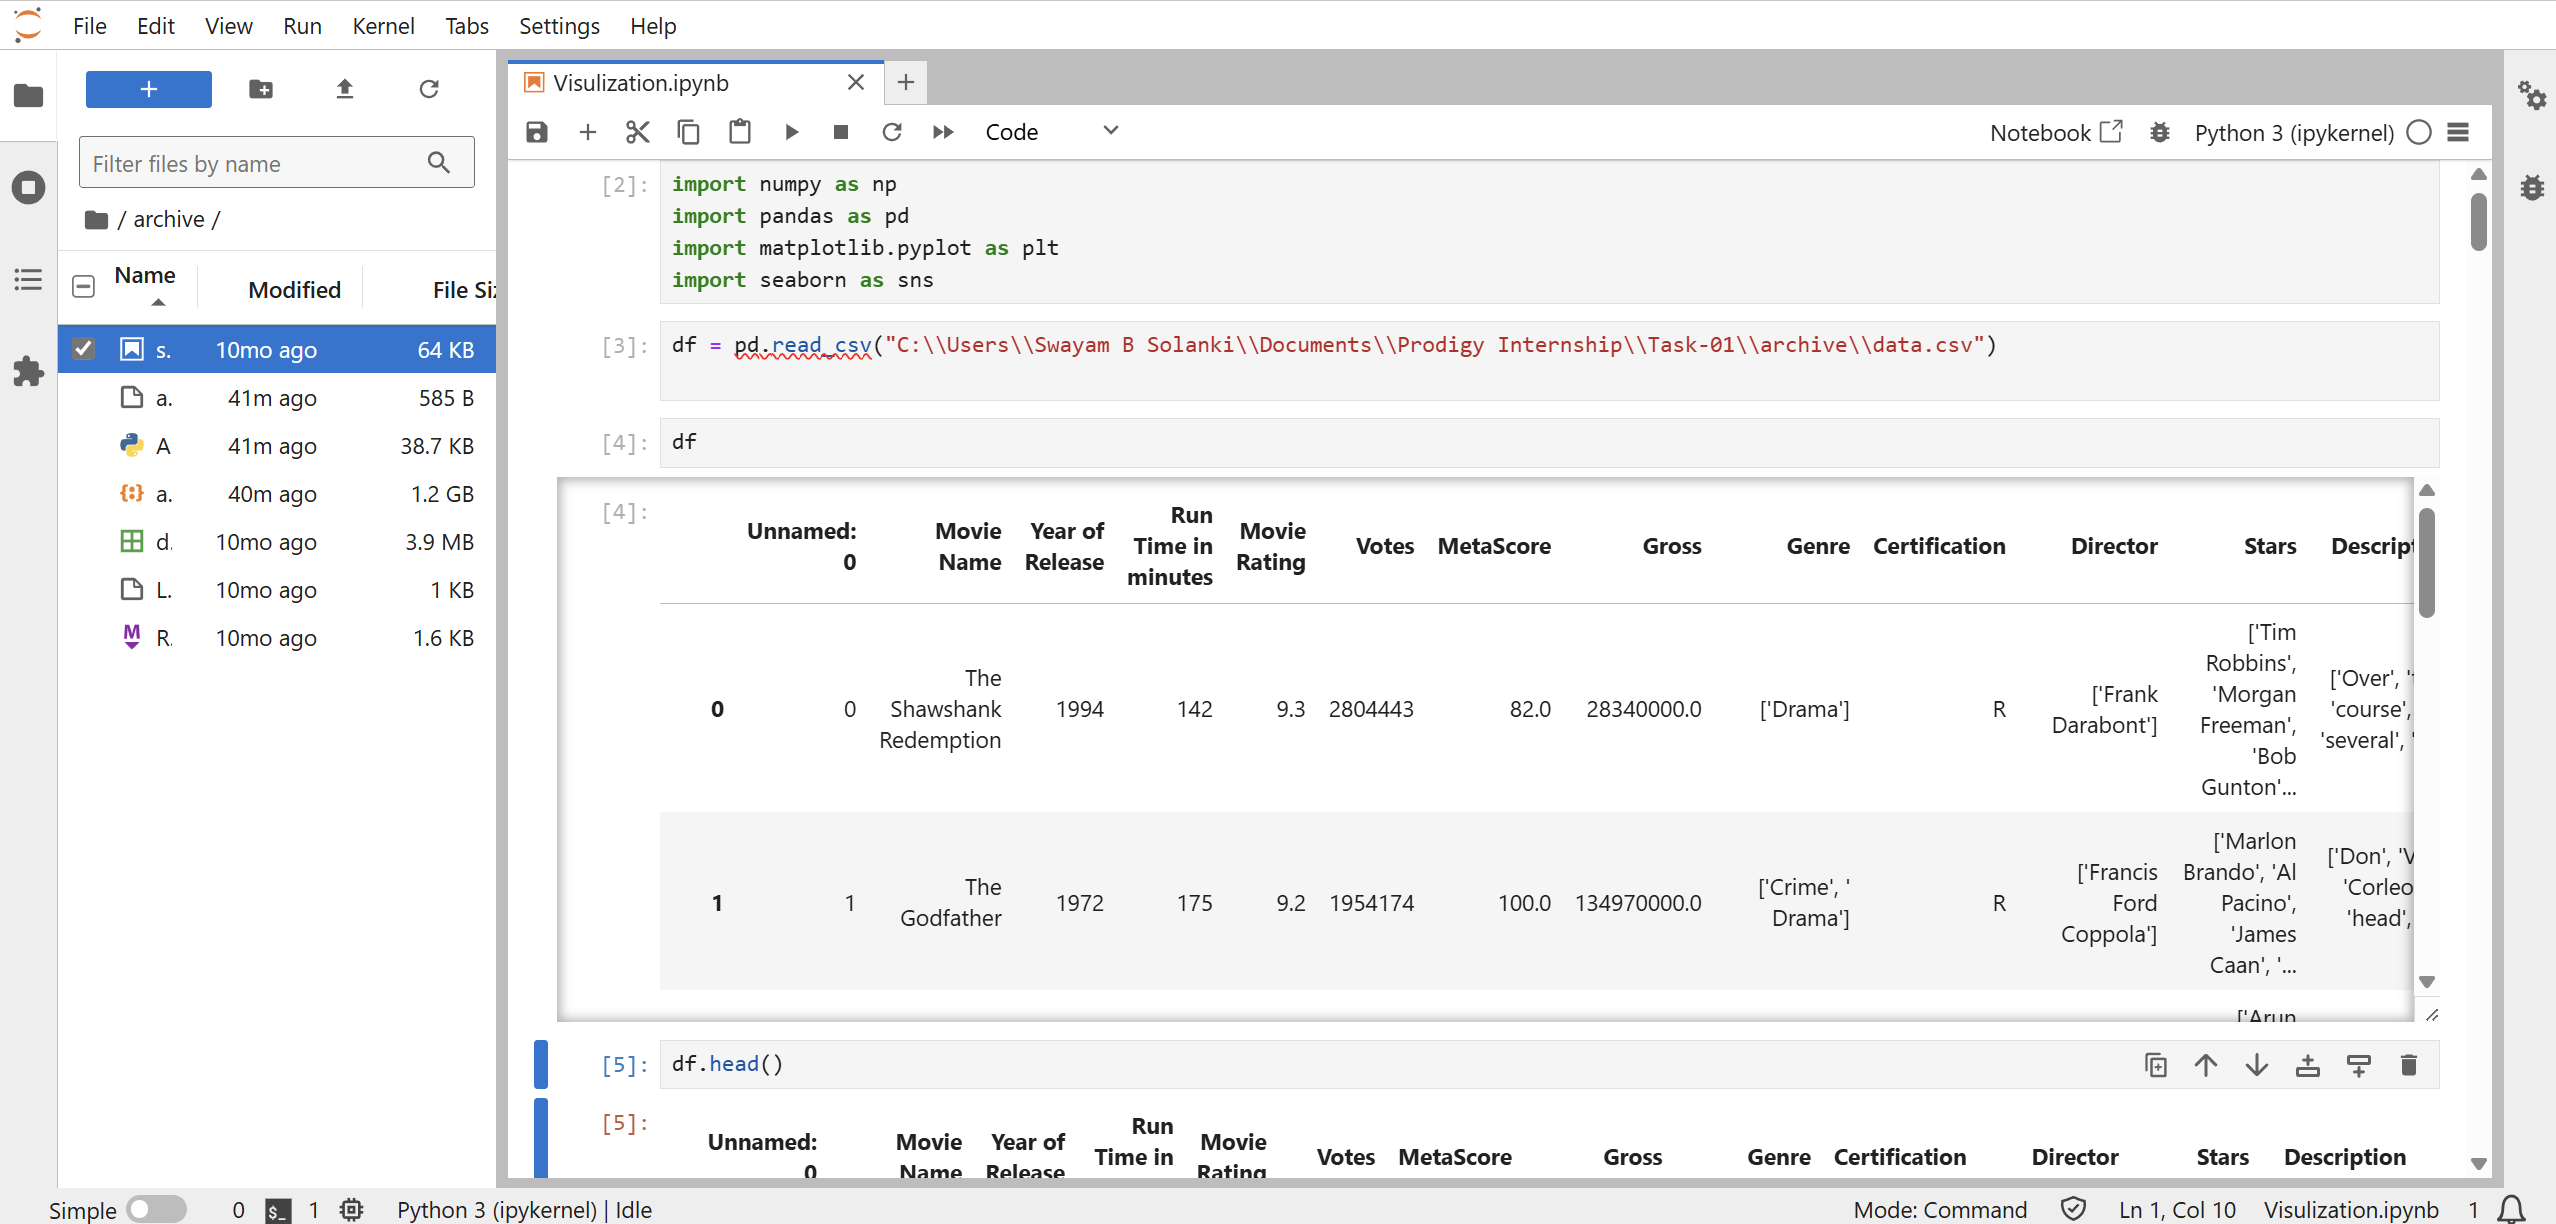 File Edit View Run Kernel Tabs Settings Help
Filter files by name
/ archive /
Name Modified File Siz
s. 10mo ago 64 KB
a. 41m ago 585 B
A 41m ago 38.7 KB
a. 40m ago 1.2 GB
d. 10mo ago 3.9 MB
L. 10mo ago 1 KB
R. 10mo ago 1.6 KB
Visulization.ipynb
Code
Notebook
Python 3 (ipykernel)
[2]: import numpy as np
import pandas as pd
import matplotlib.pyplot as plt
import seaborn as sns
[3]: df = pd.read_csv("C:\\Users\\Swayam B Solanki\\Documents\\Prodigy Internship\\Task-01\\archive\\data.csv")
[4]: df
[4]:
Unnamed: 0 Movie Name Year of Release Run Time in minutes Movie Rating Votes MetaScore Gross Genre Certification Director Stars Descript
0 0 The Shawshank Redemption 1994 142 9.3 2804443 82.0 28340000.0 ['Drama'] R ['Frank Darabont'] ['Tim Robbins', 'Morgan Freeman', 'Bob Gunton'... ['Over', 'course', 'several', '
1 1 The Godfather 1972 175 9.2 1954174 100.0 134970000.0 ['Crime', ' Drama'] R ['Francis Ford Coppola'] ['Marlon Brando', 'Al Pacino', 'James Caan', '... ['Don', 'V 'Corleo 'head',
['Arun
[5]: df.head()
[5]:
Unnamed: 0 Movie Name Year of Release Run Time in Movie Rating Votes MetaScore Gross Genre Certification Director Stars Description
Simple 0 $_ 1 Python 3 (ipykernel) | Idle
Mode: Command Ln 1, Col 10 Visulization.ipynb 1